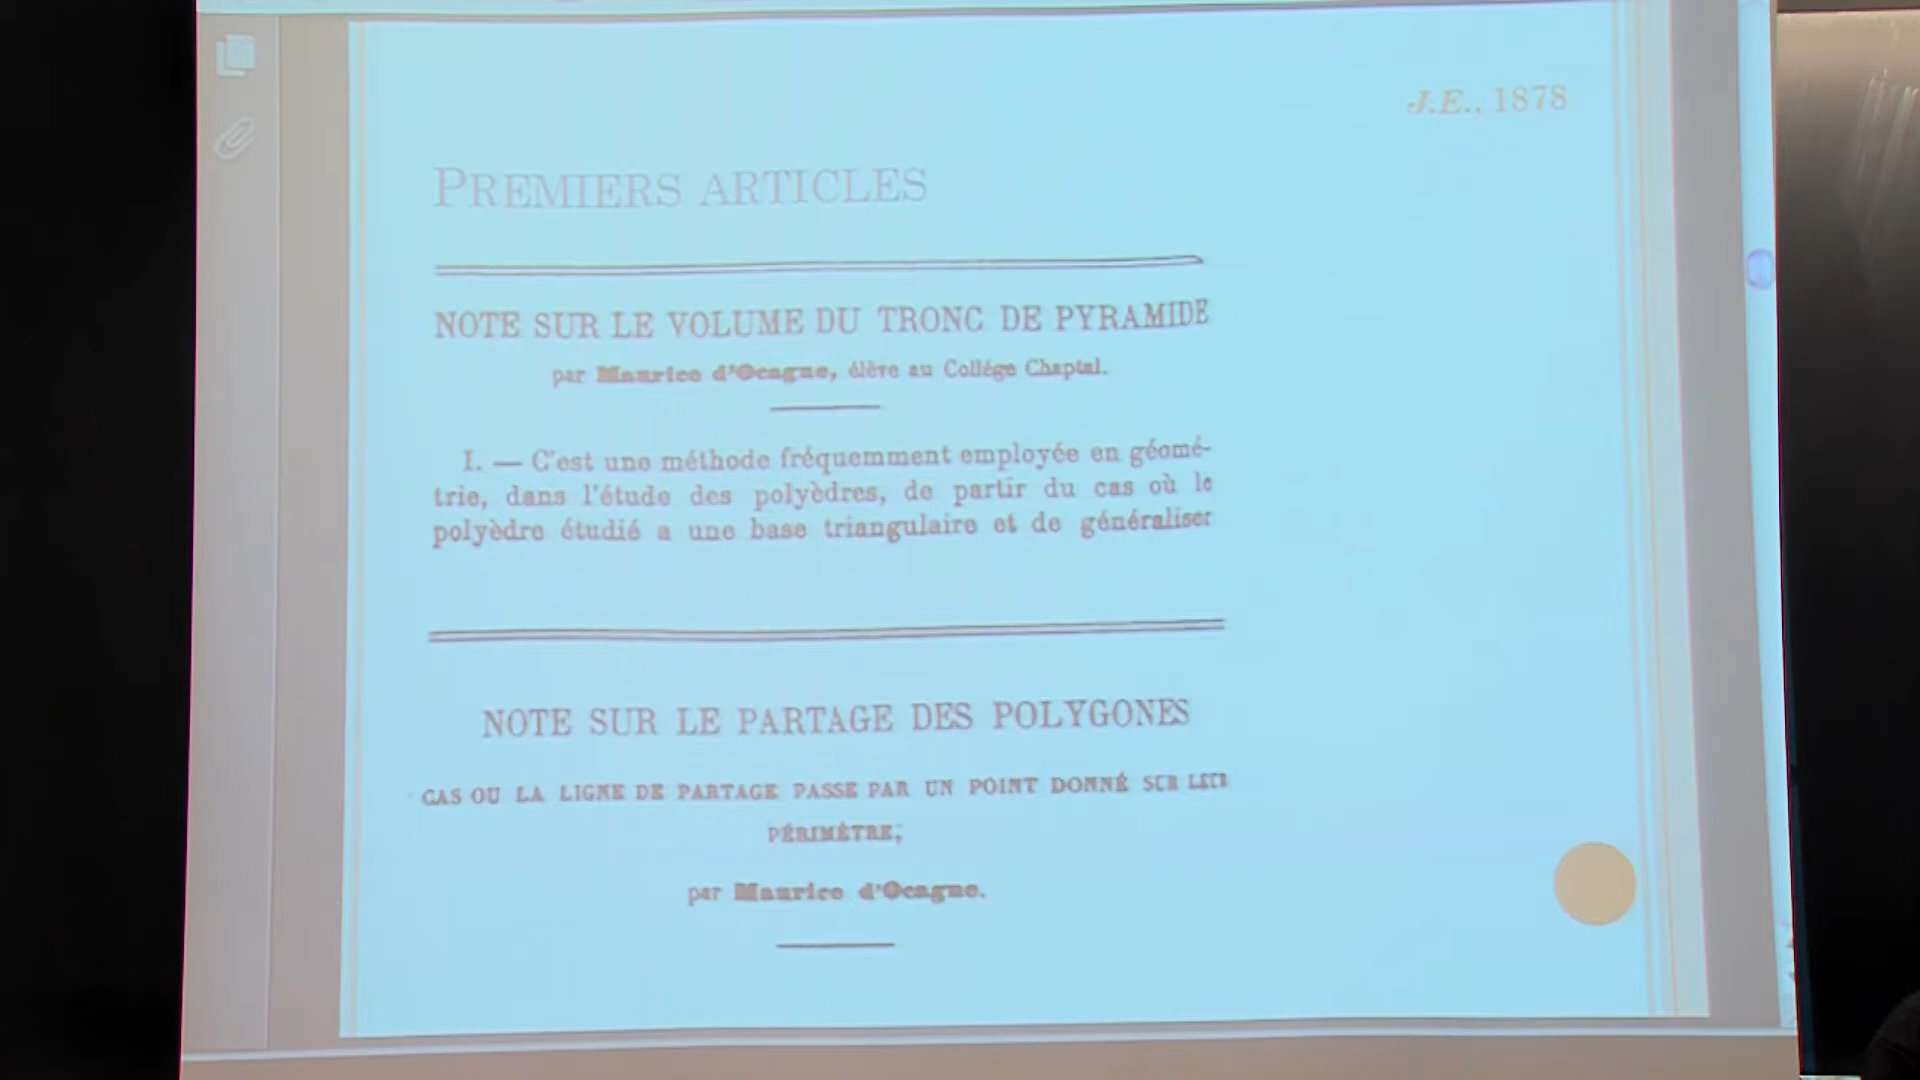 J.E., 1878
PREMIERS ARTICLES
NOTE SUR LE VOLUME DU TRONC DE PYRAMIDE
par Maurice d'Ocagne, élève au Collége Chaptal.
I. — C'est une méthode fréquemment employée en géomé-
trie, dans l'étude des polyèdres, de partir du cas où le
polyèdre étudié a une base triangulaire et de généraliser
NOTE SUR LE PARTAGE DES POLYGONES
CAS OU LA LIGNE DE PARTAGE PASSE PAR UN POINT DONNÉ SUR LEUR
PÉRIMÈTRE,
par Maurice d'Ocagne.